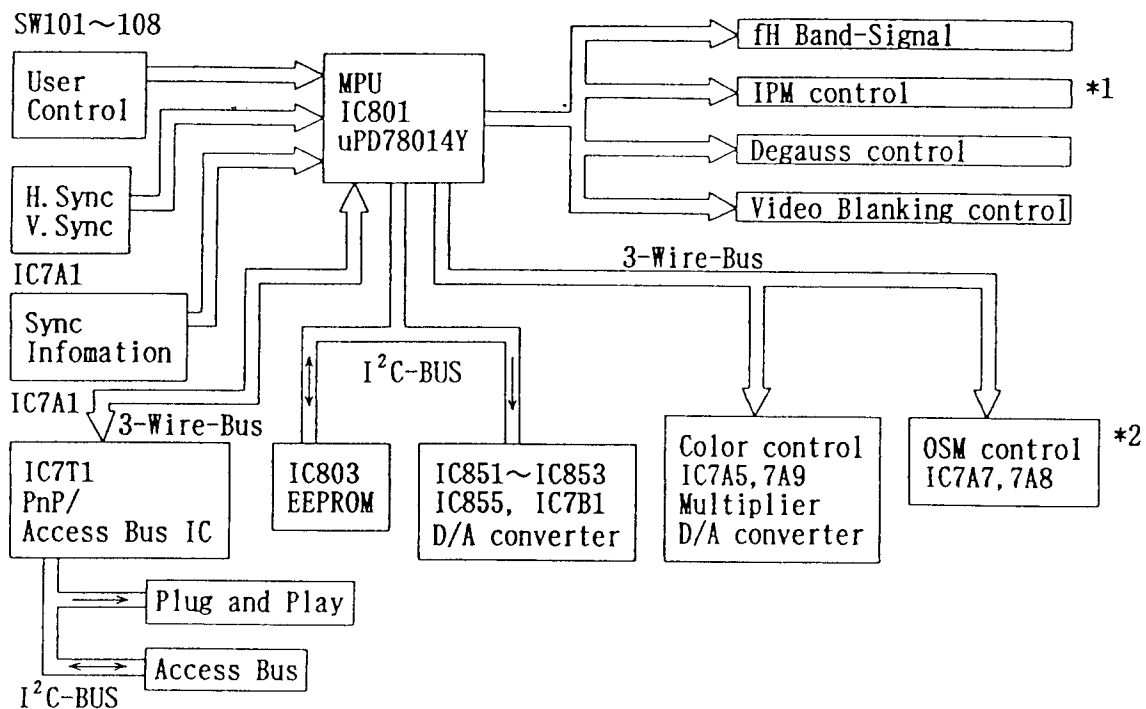 SW101～108
User
Control
H.Sync
V.Sync
IC7A1
Sync
Infomation
IC7A1
MPU
IC801
uPD78014Y
fH Band-Signal
IPM control
*1
Degauss control
Video Blanking control
3-Wire-Bus
I²C-BUS
3-Wire-Bus
IC7T1
PnP/
Access Bus IC
IC803
EEPROM
IC851～IC853
IC855, IC7B1
D/A converter
Color control
IC7A5,7A9
Multiplier
D/A converter
OSM control
IC7A7,7A8
*2
Plug and Play
Access Bus
I²C-BUS